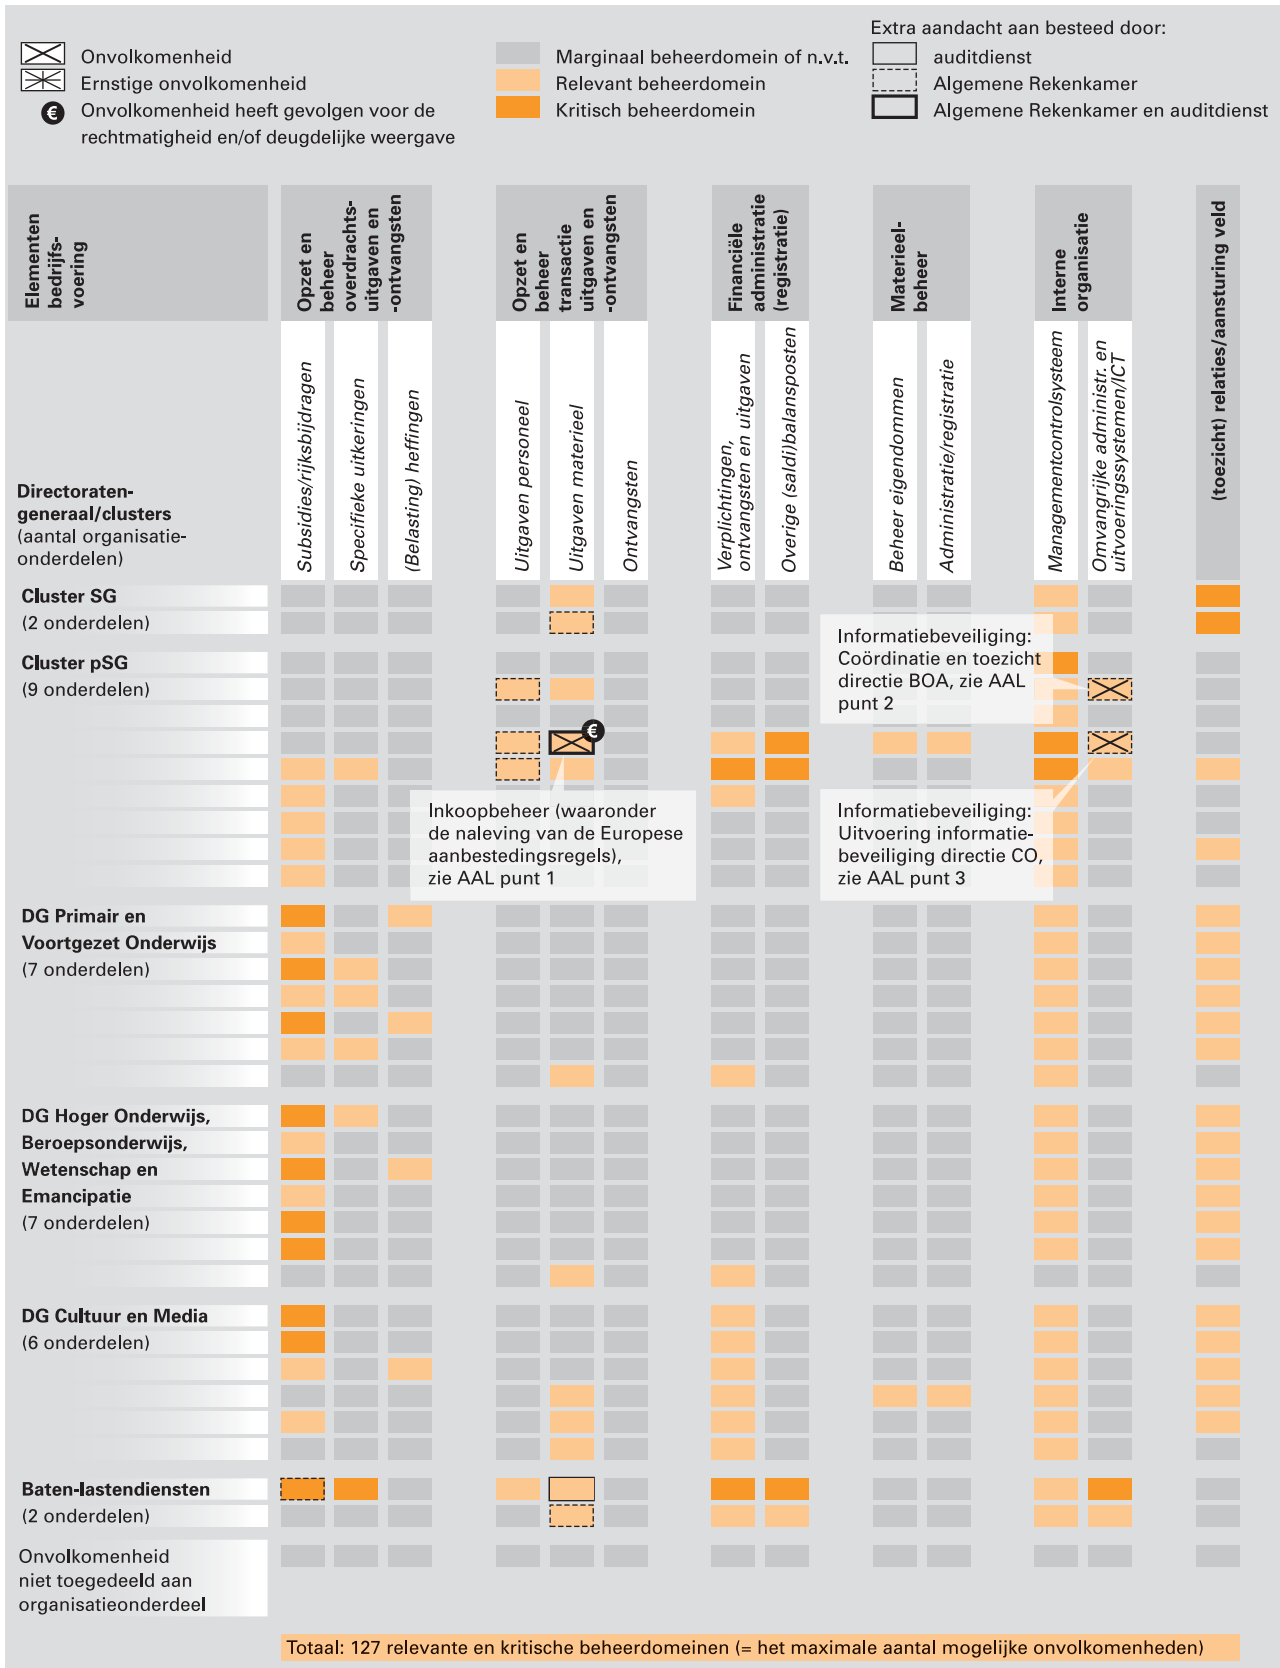 Onvolkomenheid
Ernstige onvolkomenheid
€ Onvolkomenheid heeft gevolgen voor de
rechtmatigheid en/of deugdelijke weergave
Marginaal beheerdomein of n.v.t.
Relevant beheerdomein
Kritisch beheerdomein
Extra aandacht aan besteed door:
auditdienst
Algemene Rekenkamer
Algemene Rekenkamer en auditdienst
Elementen
bedrijfs-
voering
Opzet en
beheer
overdrachts-
uitgaven en
-ontvangsten
Opzet en
beheer
transactie
uitgaven en
-ontvangsten
Financiële
administratie
(registratie)
Materieel-
beheer
Interne
organisatie
(toezicht) relaties/aansturing veld
Directoraten-
generaal/clusters
(aantal organisatie-
onderdelen)
Subsidies/rijksbijdragen
Specifieke uitkeringen
(Belasting) heffingen
Uitgaven personeel
Uitgaven materieel
Ontvangsten
Verplichtingen,
ontvangsten en uitgaven
Overige (saldi)balansposten
Beheer eigendommen
Administratie/registratie
Managementcontrolsysteem
Omvangrijke administr. en
uitvoeringssystemen/ICT
Cluster SG
(2 onderdelen)
Cluster pSG
(9 onderdelen)
Informatiebeveiliging:
Coördinatie en toezicht
directie BOA, zie AAL
punt 2
€
Inkoopbeheer (waaronder
de naleving van de Europese
aanbestedingsregels),
zie AAL punt 1
Informatiebeveiliging:
Uitvoering informatie-
beveiliging directie CO,
zie AAL punt 3
DG Primair en
Voortgezet Onderwijs
(7 onderdelen)
DG Hoger Onderwijs,
Beroepsonderwijs,
Wetenschap en
Emancipatie
(7 onderdelen)
DG Cultuur en Media
(6 onderdelen)
Baten-lastendiensten
(2 onderdelen)
Onvolkomenheid
niet toegedeeld aan
organisatieonderdeel
Totaal: 127 relevante en kritische beheerdomeinen (= het maximale aantal mogelijke onvolkomenheden)